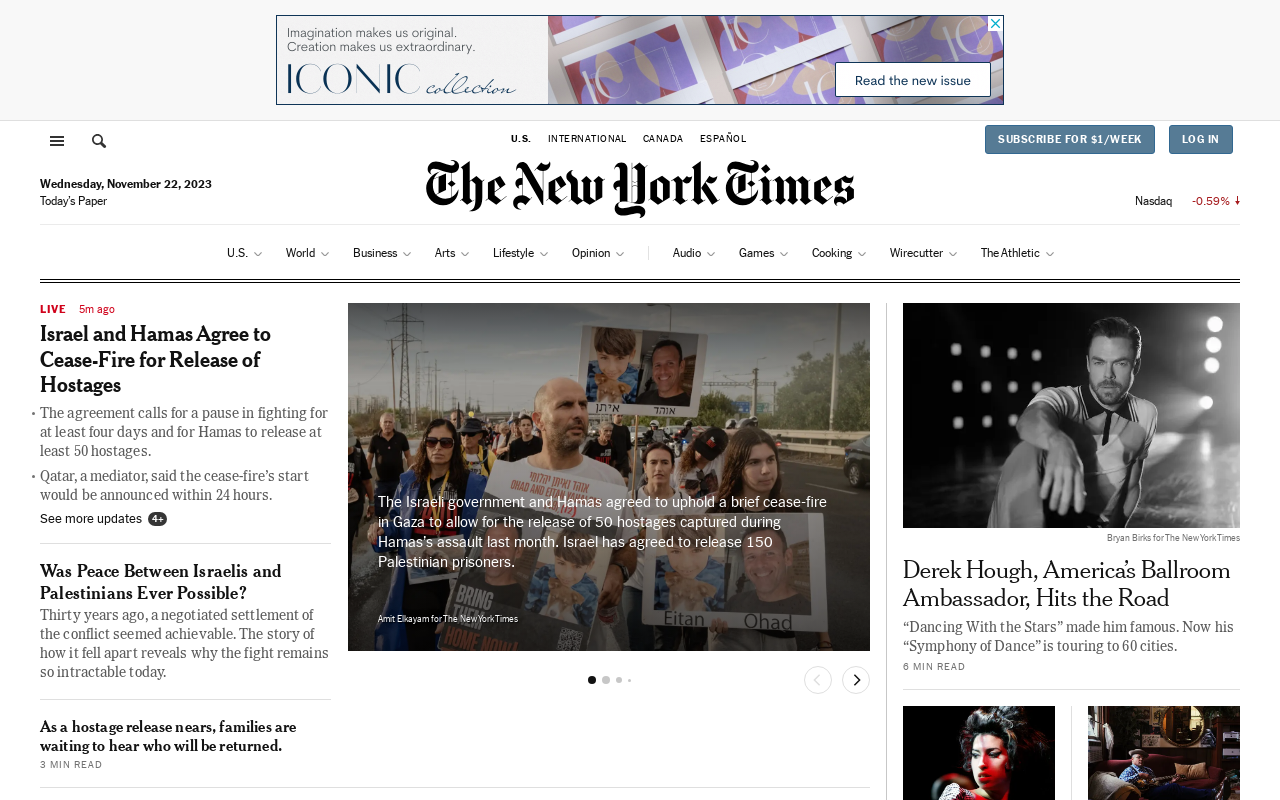 Imagination makes us original.
Creation makes us extraordinary.
ICONIC collection
Read the new issue
U.S. INTERNATIONAL CANADA ESPAÑOL
SUBSCRIBE FOR $1/WEEK LOG IN
The New York Times
Wednesday, November 22, 2023
Today's Paper
Nasdaq -0.59%
U.S. World Business Arts Lifestyle Opinion Audio Games Cooking Wirecutter The Athletic
LIVE 5m ago
Israel and Hamas Agree to
Cease-Fire for Release of
Hostages
The agreement calls for a pause in fighting for
at least four days and for Hamas to release at
least 50 hostages.
Qatar, a mediator, said the cease-fire's start
would be announced within 24 hours.
See more updates 4+
Was Peace Between Israelis and
Palestinians Ever Possible?
Thirty years ago, a negotiated settlement of
the conflict seemed achievable. The story of
how it fell apart reveals why the fight remains
so intractable today.
As a hostage release nears, families are
waiting to hear who will be returned.
3 MIN READ
איתן אוהד
The Israeli government and Hamas agreed to uphold a brief cease-fire
in Gaza to allow for the release of 50 hostages captured during
Hamas's assault last month. Israel has agreed to release 150
Palestinian prisoners.
BRING
THEM
HOME NOW!
Eitan Ohad
Amit Elkayam for The New York Times
Bryan Birks for The New York Times
Derek Hough, America's Ballroom
Ambassador, Hits the Road
“Dancing With the Stars” made him famous. Now his
“Symphony of Dance” is touring to 60 cities.
6 MIN READ